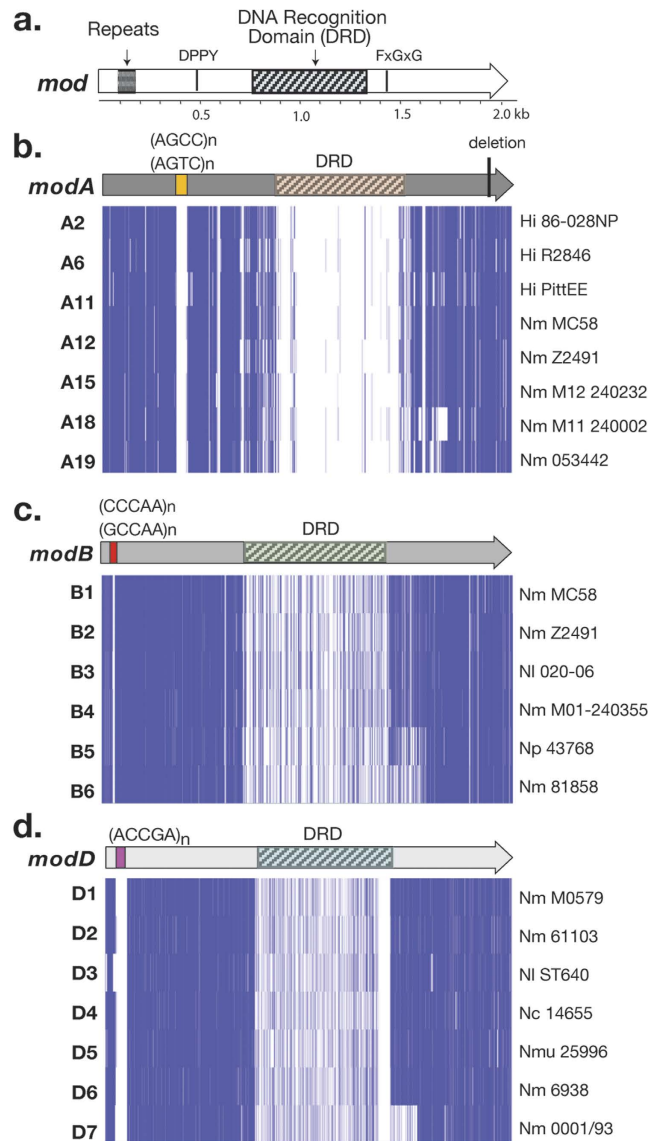 a.
Repeats
DNA Recognition
Domain (DRD)
DPPY
FxGxG
mod
0.5
1.0
1.5
2.0 kb
b.
(AGCC)n
(AGTC)n
DRD
deletion
modA
A2
Hi 86-028NP
A6
Hi R2846
A11
Hi PittEE
A12
Nm MC58
A15
Nm Z2491
A18
Nm M12 240232
A19
Nm M11 240002
Nm 053442
c.
(CCCAA)n
(GCCAA)n
DRD
modB
B1
Nm MC58
B2
Nm Z2491
B3
Nl 020-06
B4
Nm M01-240355
B5
Np 43768
B6
Nm 81858
d.
(ACCGA)n
DRD
modD
D1
Nm M0579
D2
Nm 61103
D3
Nl ST640
D4
Nc 14655
D5
Nmu 25996
D6
Nm 6938
D7
Nm 0001/93